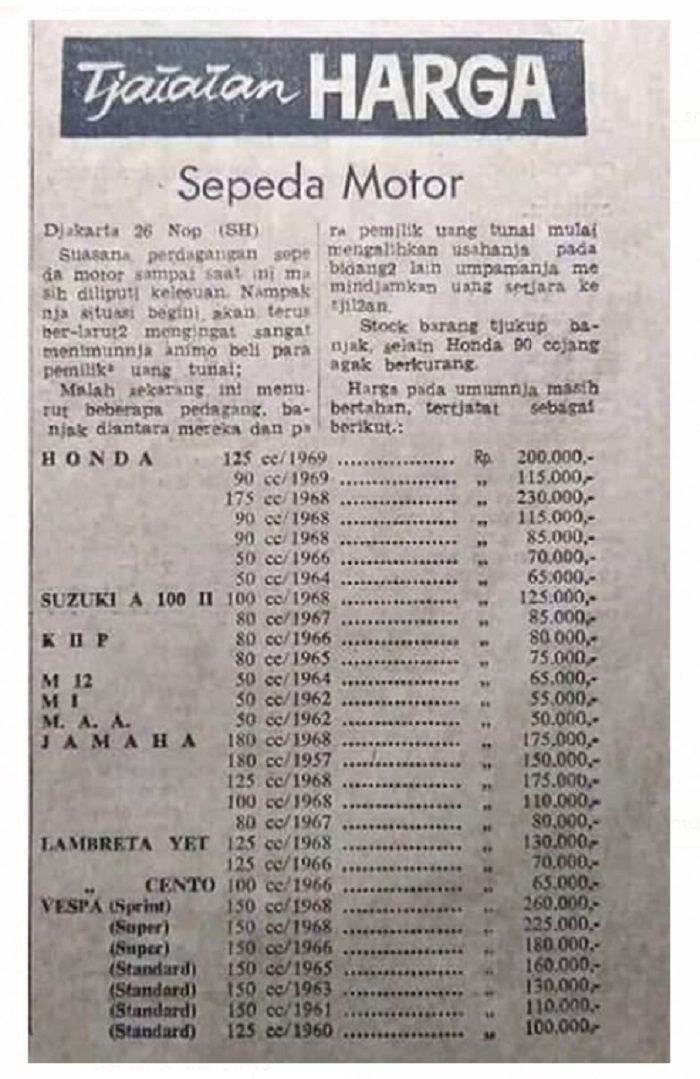 Tjatatan HARGA
Sepeda Motor
Djakarta 26 Nop (SH)
Suasana perdagangan sepe
da motor sampai saat ini ma
sih diliputi kelesuan. Nampak
nja situasi begini akan terus
ber-larut2 mengingat sangat
menimunnja animo beli para
pemilik² uang tunai;
Malah sekarang ini menu-
rut beberapa pedagang, ba-
njak diantara mereka dan pa
ra pemilik uang tunai mulai
mengalihkan usahanja pada
bidang2 lain umpamanja me
mindjamkan uang setjara ke
tjil2an.
Stock barang tjukup ba-
njak, selain Honda 90 cojang
agak berkurang.
Harga pada umumnja masih
bertahan, tertjatat sebagai
berikut.:
HONDA 125 cc/1969 .................. Rp. 200.000,-
90 cc/1969 .................. „ 115.000,-
175 cc/1968 .................. „ 230.000,-
90 cc/1968 .................. „ 115.000,-
90 cc/1968 .................. „ 85.000,-
50 cc/1966 .................. „ 70.000,-
50 cc/1964 .................. „ 65.000,-
SUZUKI A 100 II 100 cc/1968 .................. „ 125.000,-
80 cc/1967 .................. „ 85.000,-
K II P 80 cc/1966 .................. „ 80 000,-
80 cc/1965 .................. „ 75.000,-
M 12 50 cc/1964 .................. „ 65.000,-
M I 50 cc/1962 .................. „ 55.000,-
M. A. A. 50 cc/1962 .................. „ 50.000,-
JAMAHA 180 cc/1968 .................. „ 175.000,-
180 cc/1957 .................. „ 150.000,-
125 cc/1968 .................. „ 175.000,-
100 cc/1968 .................. „ 110.000,-
80 cc/1967 .................. „ 80.000,-
LAMBRETA YET 125 cc/1968 .................. „ 130.000,-
125 cc/1966 .................. „ 70.000,-
„ CENTO 100 cc/1966 .................. „ 65.000,-
VESPA (Sprint) 150 cc/1968 .................. „ 260.000,-
(Super) 150 cc/1968 .................. „ 225.000,-
(Super) 150 cc/1966 .................. „ 180.000,-
(Standard) 150 cc/1965 .................. „ 160.000,-
(Standard) 150 cc/1963 .................. „ 130.000,-
(Standard) 150 cc/1961 .................. „ 110.000,-
(Standard) 125 cc/1960 .................. „ 100.000,-